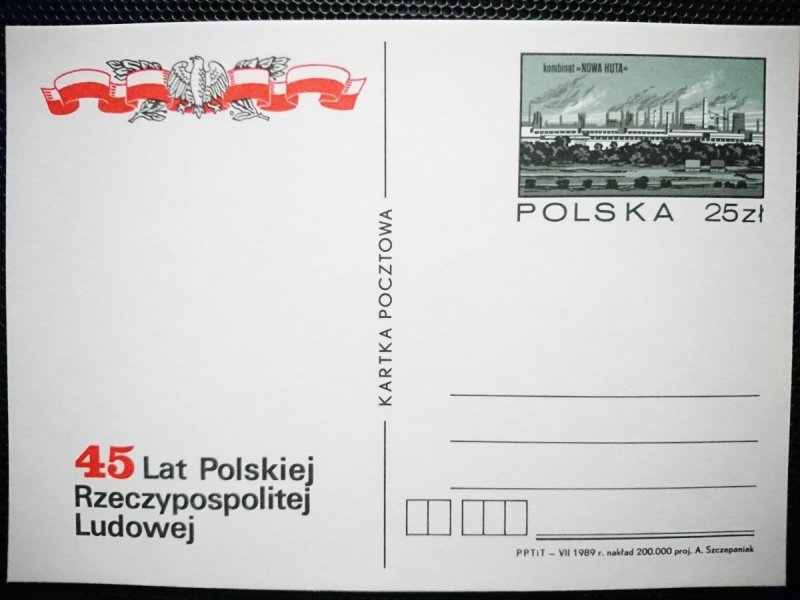 kombinat »NOWA HUTA«
POLSKA 25zł
KARTKA POCZTOWA
45 Lat Polskiej
Rzeczypospolitej
Ludowej
PPTiT – VII 1989 r. nakład 200.000 proj. A. Szczepaniak